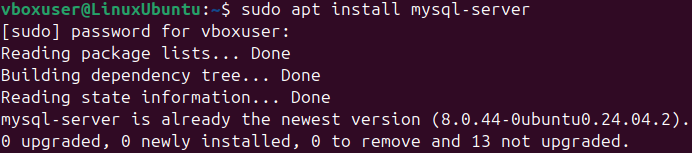 vboxuser@LinuxUbuntu:~$ sudo apt install mysql-server
[sudo] password for vboxuser:
Reading package lists... Done
Building dependency tree... Done
Reading state information... Done
mysql-server is already the newest version (8.0.44-0ubuntu0.24.04.2).
0 upgraded, 0 newly installed, 0 to remove and 13 not upgraded.